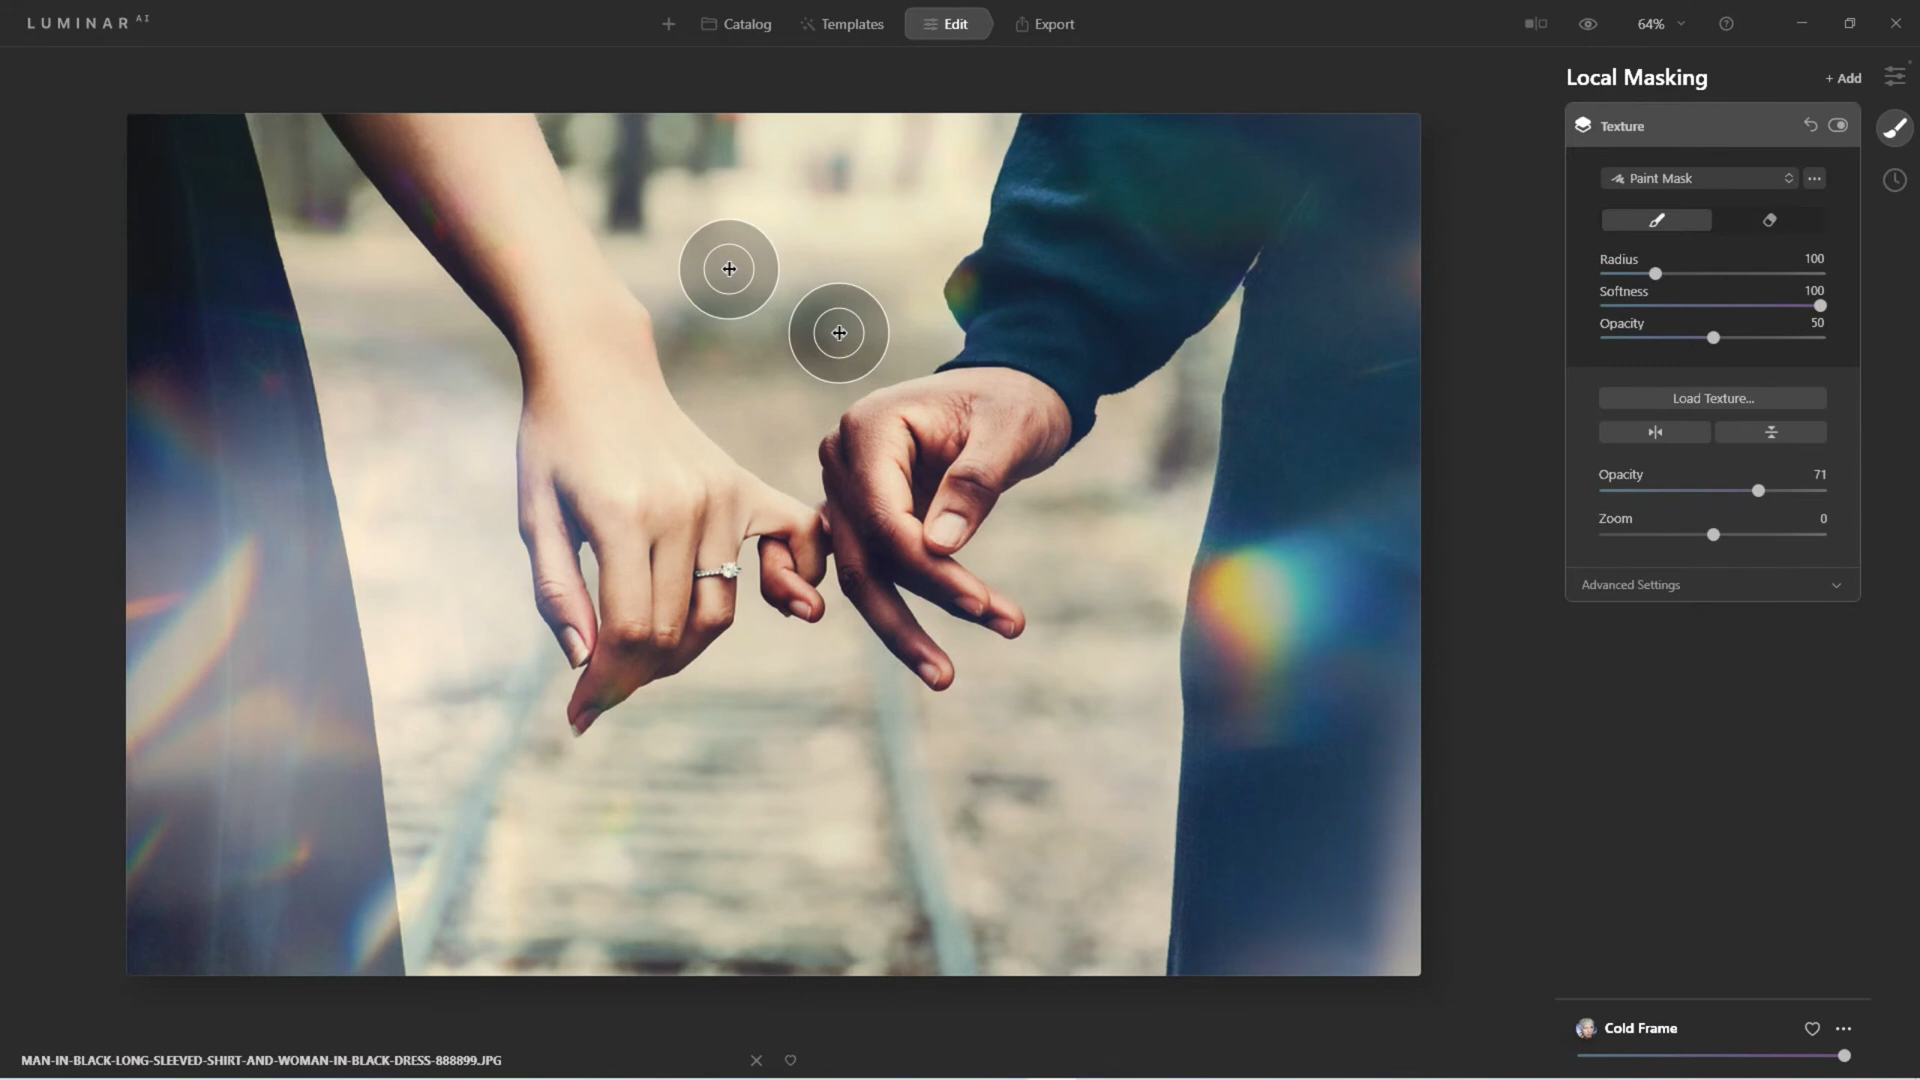 LUMINAR AI
Catalog
Templates
Edit
Export
64%
Local Masking
+ Add
Texture
Paint Mask
Radius 100
Softness 100
Opacity 50
Load Texture...
Opacity 71
Zoom 0
Advanced Settings
Cold Frame
MAN-IN-BLACK-LONG-SLEEVED-SHIRT-AND-WOMAN-IN-BLACK-DRESS-888899.JPG